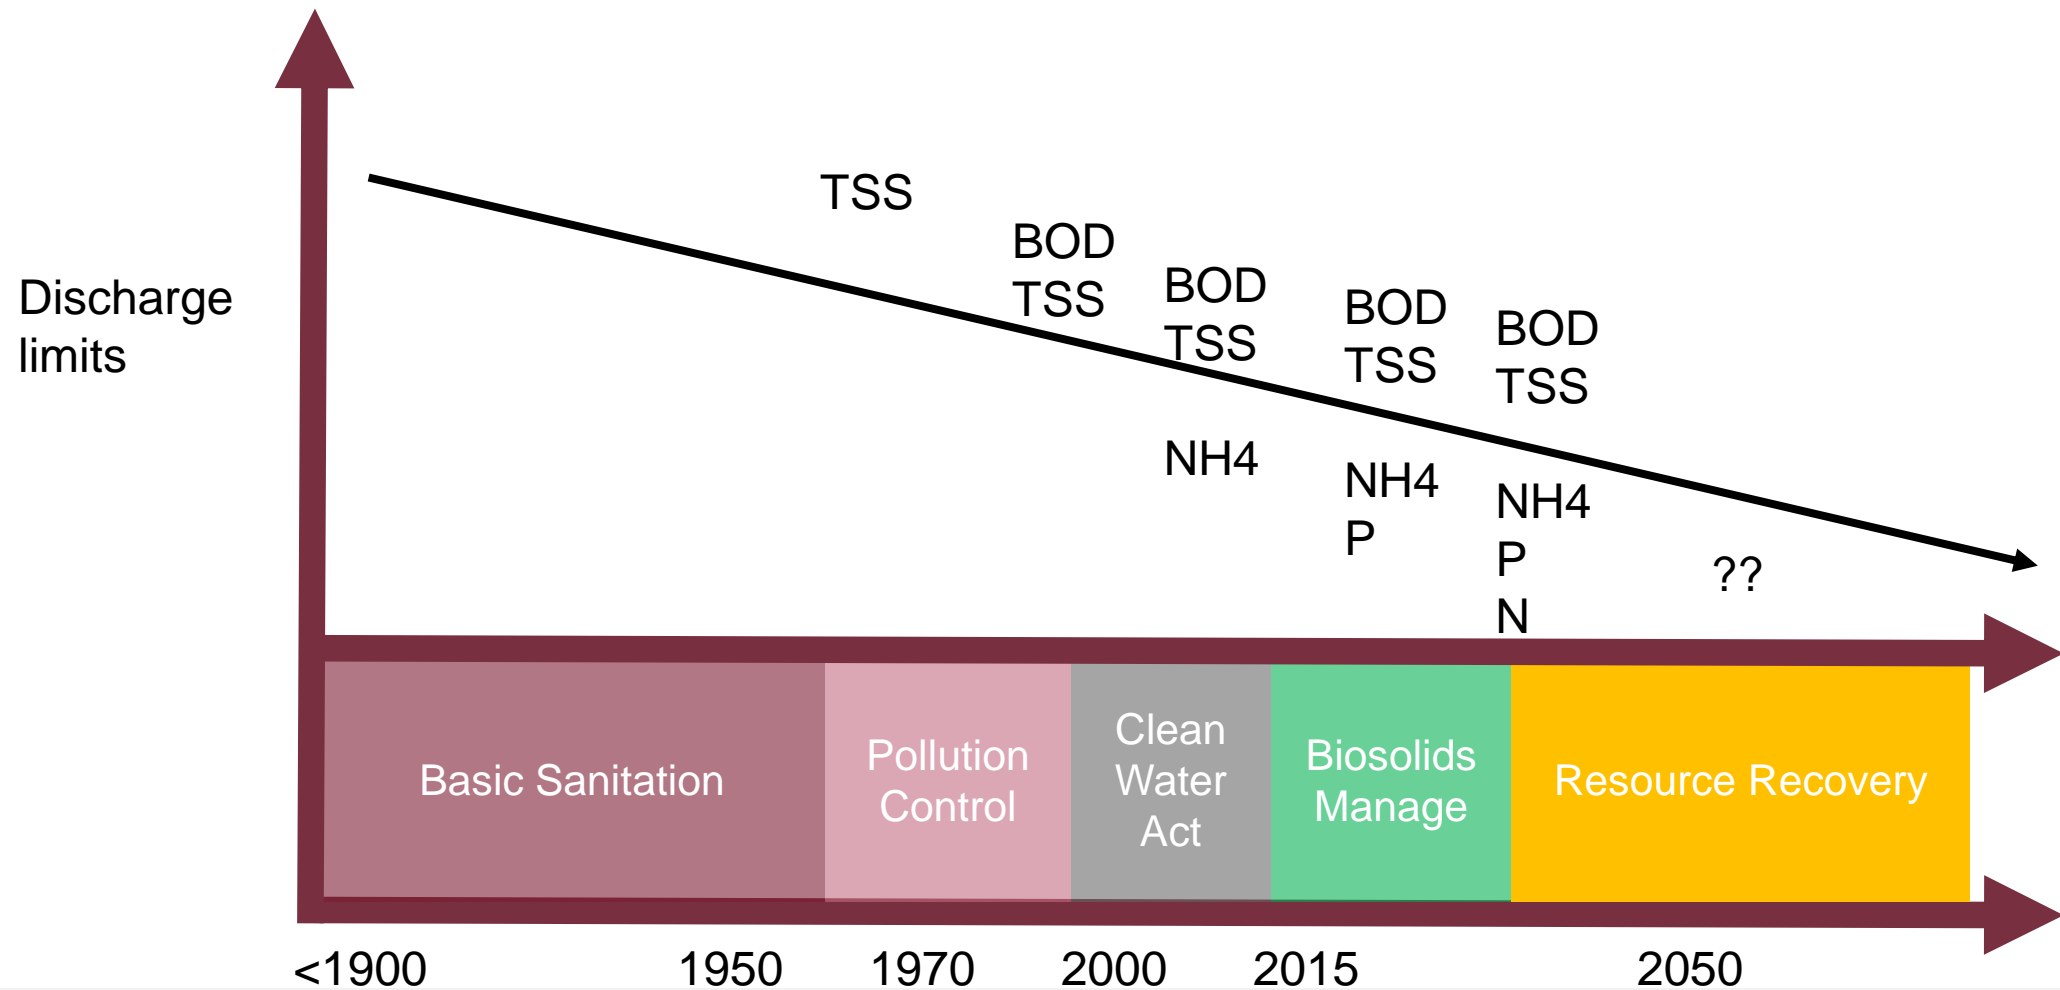 Discharge
limits
TSS
BOD
TSS
BOD
TSS
NH4
BOD
TSS
NH4
P
BOD
TSS
NH4
P
N
??
Basic Sanitation
Pollution
Control
Clean
Water
Act
Biosolids
Manage
Resource Recovery
<1900
1950
1970
2000
2015
2050